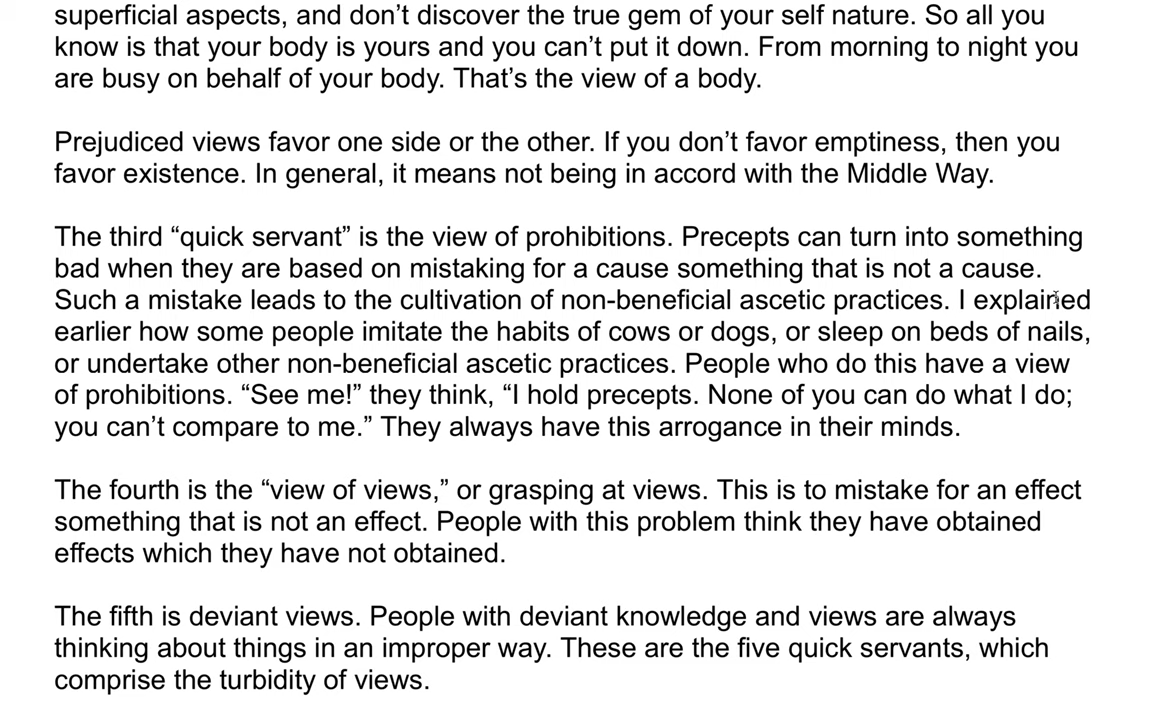 superficial aspects, and don’t discover the true gem of your self nature. So all you
know is that your body is yours and you can’t put it down. From morning to night you
are busy on behalf of your body. That’s the view of a body.
Prejudiced views favor one side or the other. If you don’t favor emptiness, then you
favor existence. In general, it means not being in accord with the Middle Way.
The third “quick servant” is the view of prohibitions. Precepts can turn into something
bad when they are based on mistaking for a cause something that is not a cause.
Such a mistake leads to the cultivation of non-beneficial ascetic practices. I explained
earlier how some people imitate the habits of cows or dogs, or sleep on beds of nails,
or undertake other non-beneficial ascetic practices. People who do this have a view
of prohibitions. “See me!” they think, “I hold precepts. None of you can do what I do;
you can’t compare to me.” They always have this arrogance in their minds.
The fourth is the “view of views,” or grasping at views. This is to mistake for an effect
something that is not an effect. People with this problem think they have obtained
effects which they have not obtained.
The fifth is deviant views. People with deviant knowledge and views are always
thinking about things in an improper way. These are the five quick servants, which
comprise the turbidity of views.